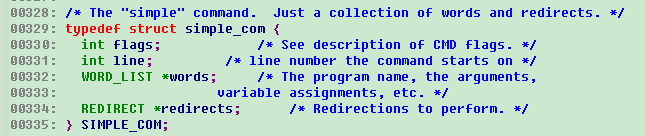 00328: /* The "simple" command.  Just a collection of words and redirects. */
00329: typedef struct simple_com {
00330:   int flags;            /* See description of CMD flags. */
00331:   int line;         /* line number the command starts on */
00332:   WORD_LIST *words;     /* The program name, the arguments,
00333:                    variable assignments, etc. */
00334:   REDIRECT *redirects;      /* Redirections to perform. */
00335: } SIMPLE_COM;